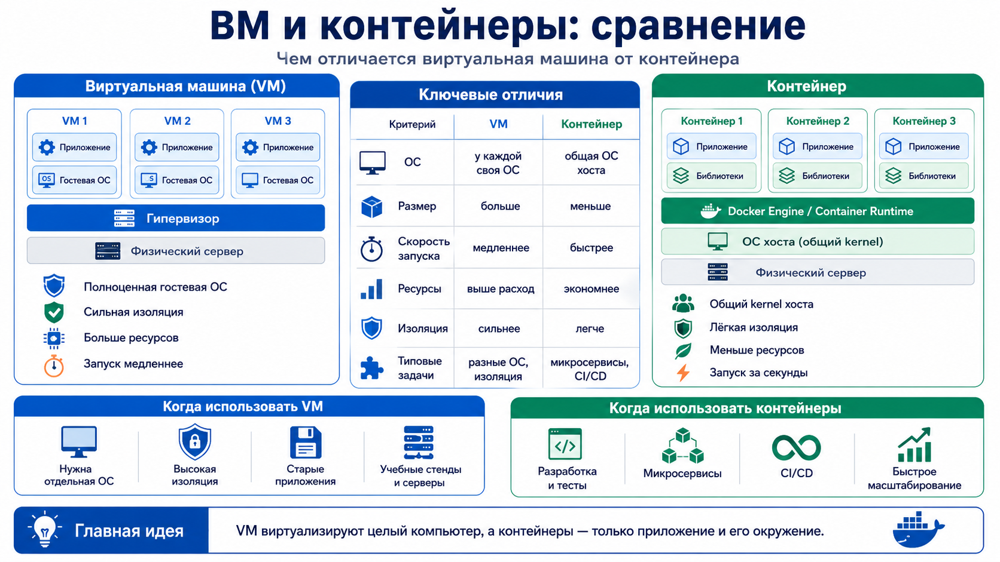 ВМ и контейнеры: сравнение
Чем отличается виртуальная машина от контейнера
Виртуальная машина (VM)
VM 1
Приложение
OS Гостевая ОС
VM 2
Приложение
S Гостевая ОС
VM 3
Приложение
Гостевая ОС
Гипервизор
Физический сервер
Полноценная гостевая ОС
Сильная изоляция
Больше ресурсов
Запуск медленнее
Ключевые отличия
Критерий VM Контейнер
ОС
у каждой
своя ОС
общая ОС
хоста
Размер больше меньше
Скорость
запуска
медленнее
быстрее
Ресурсы выше расход экономнее
Изоляция сильнее легче
Типовые
задачи
разные ОС,
изоляция
микросервисы,
CI/CD
Контейнер
Контейнер 1
Приложение
Библиотеки
Контейнер 2
Приложение
Библиотеки
Контейнер 3
Приложение
Библиотеки
Docker Engine / Container Runtime
ОС хоста (общий kernel)
Физический сервер
Общий kernel хоста
Лёгкая изоляция
Меньше ресурсов
Запуск за секунды
Когда использовать VM
Нужна
отдельная ОС
Высокая
изоляция
Старые
приложения
Учебные стенды
и серверы
Когда использовать контейнеры
</>
Разработка
и тесты
Микросервисы
CI/CD
Быстрое
масштабирование
Главная идея
VM виртуализируют целый компьютер, а контейнеры — только приложение и его окружение.